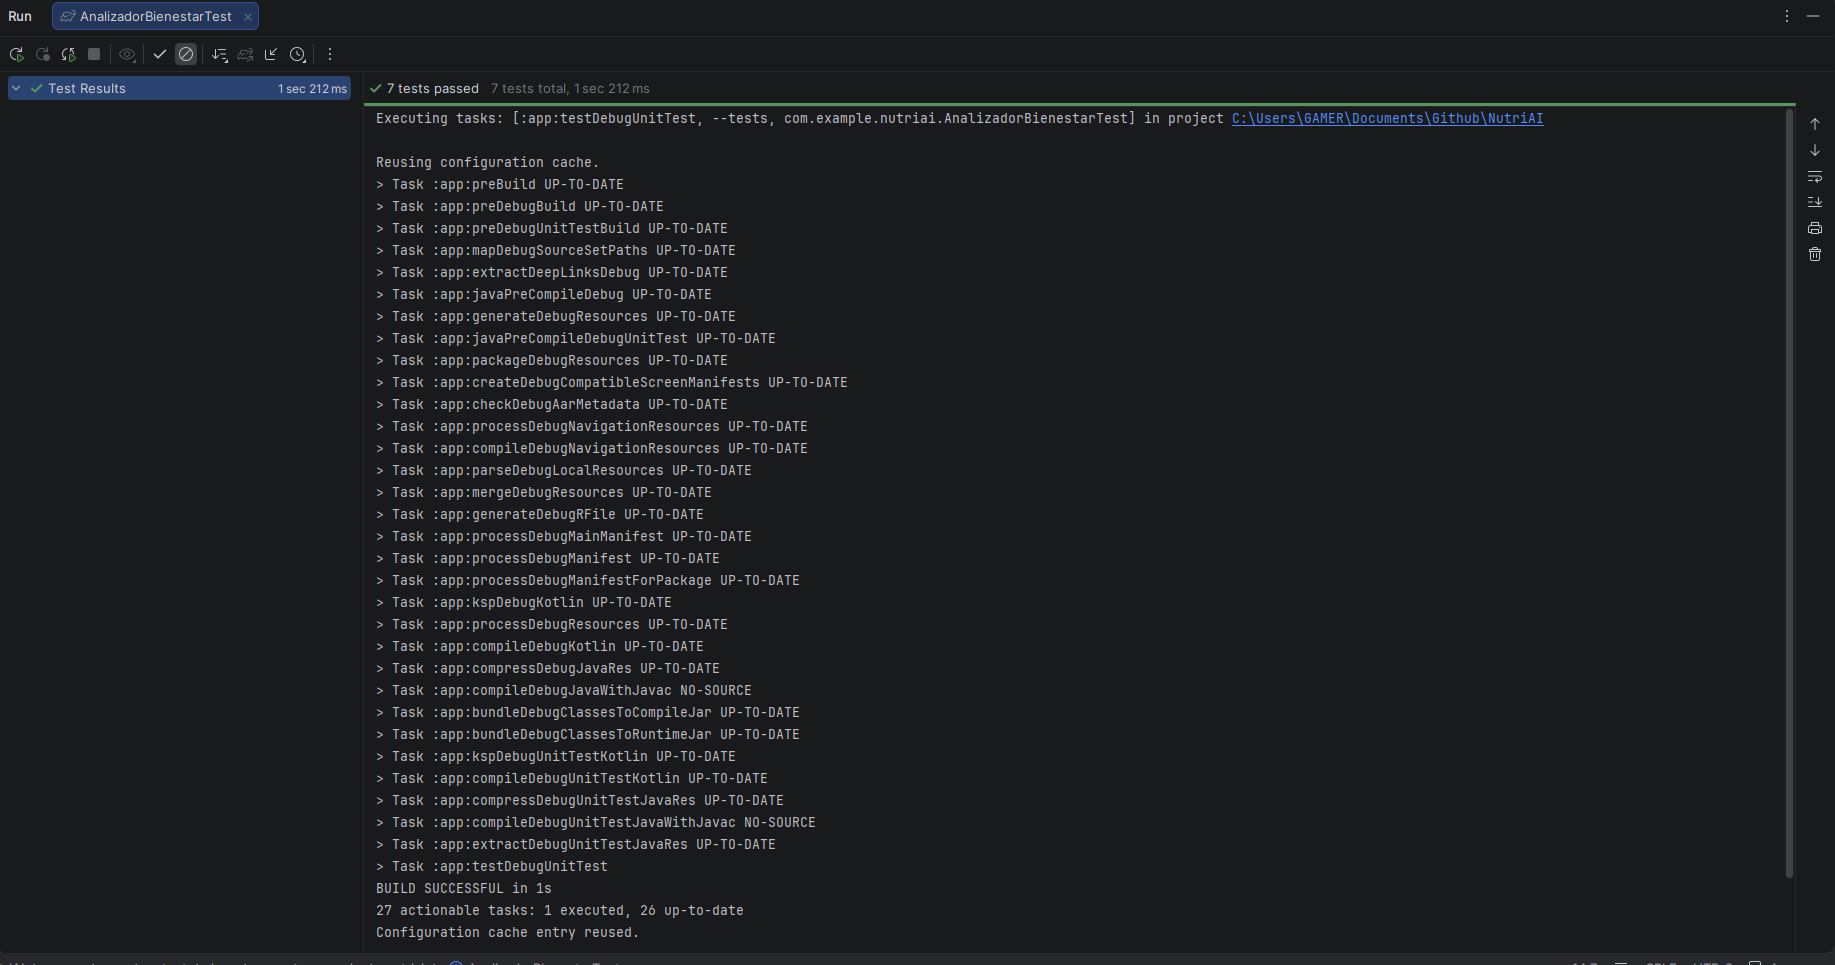 Run AnalizadorBienestarTest
Test Results 1 sec 212 ms
7 tests passed 7 tests total, 1 sec 212 ms
Executing tasks: [:app:testDebugUnitTest, --tests, com.example.nutriai.AnalizadorBienestarTest] in project C:\Users\GAMER\Documents\Github\NutriAI
Reusing configuration cache.
> Task :app:preBuild UP-TO-DATE
> Task :app:preDebugBuild UP-TO-DATE
> Task :app:preDebugUnitTestBuild UP-TO-DATE
> Task :app:mapDebugSourceSetPaths UP-TO-DATE
> Task :app:extractDeepLinksDebug UP-TO-DATE
> Task :app:javaPreCompileDebug UP-TO-DATE
> Task :app:generateDebugResources UP-TO-DATE
> Task :app:javaPreCompileDebugUnitTest UP-TO-DATE
> Task :app:packageDebugResources UP-TO-DATE
> Task :app:createDebugCompatibleScreenManifests UP-TO-DATE
> Task :app:checkDebugAarMetadata UP-TO-DATE
> Task :app:processDebugNavigationResources UP-TO-DATE
> Task :app:compileDebugNavigationResources UP-TO-DATE
> Task :app:parseDebugLocalResources UP-TO-DATE
> Task :app:mergeDebugResources UP-TO-DATE
> Task :app:generateDebugRFile UP-TO-DATE
> Task :app:processDebugMainManifest UP-TO-DATE
> Task :app:processDebugManifest UP-TO-DATE
> Task :app:processDebugManifestForPackage UP-TO-DATE
> Task :app:kspDebugKotlin UP-TO-DATE
> Task :app:processDebugResources UP-TO-DATE
> Task :app:compileDebugKotlin UP-TO-DATE
> Task :app:compressDebugJavaRes UP-TO-DATE
> Task :app:compileDebugJavaWithJavac NO-SOURCE
> Task :app:bundleDebugClassesToCompileJar UP-TO-DATE
> Task :app:bundleDebugClassesToRuntimeJar UP-TO-DATE
> Task :app:kspDebugUnitTestKotlin UP-TO-DATE
> Task :app:compileDebugUnitTestKotlin UP-TO-DATE
> Task :app:compressDebugUnitTestJavaRes UP-TO-DATE
> Task :app:compileDebugUnitTestJavaWithJavac NO-SOURCE
> Task :app:extractDebugUnitTestJavaRes UP-TO-DATE
> Task :app:testDebugUnitTest
BUILD SUCCESSFUL in 1s
27 actionable tasks: 1 executed, 26 up-to-date
Configuration cache entry reused.